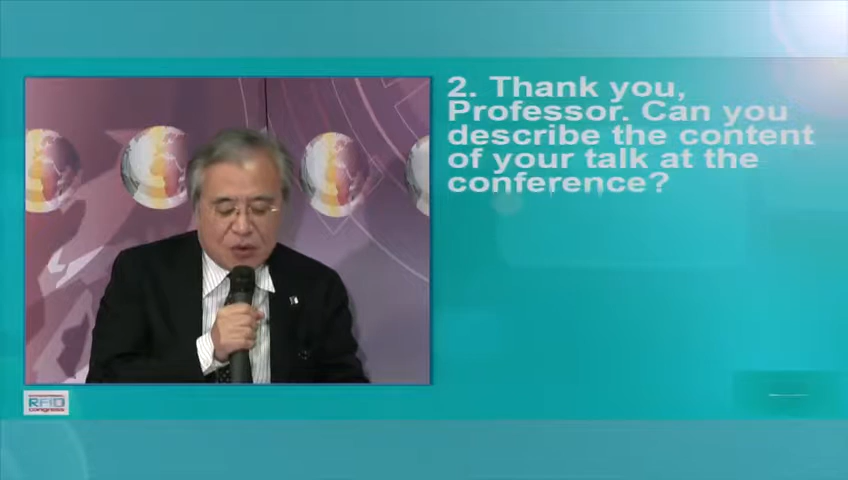 2. Thank you,
Professor. Can you
describe the content
of your talk at the
conference?
RFID
congress